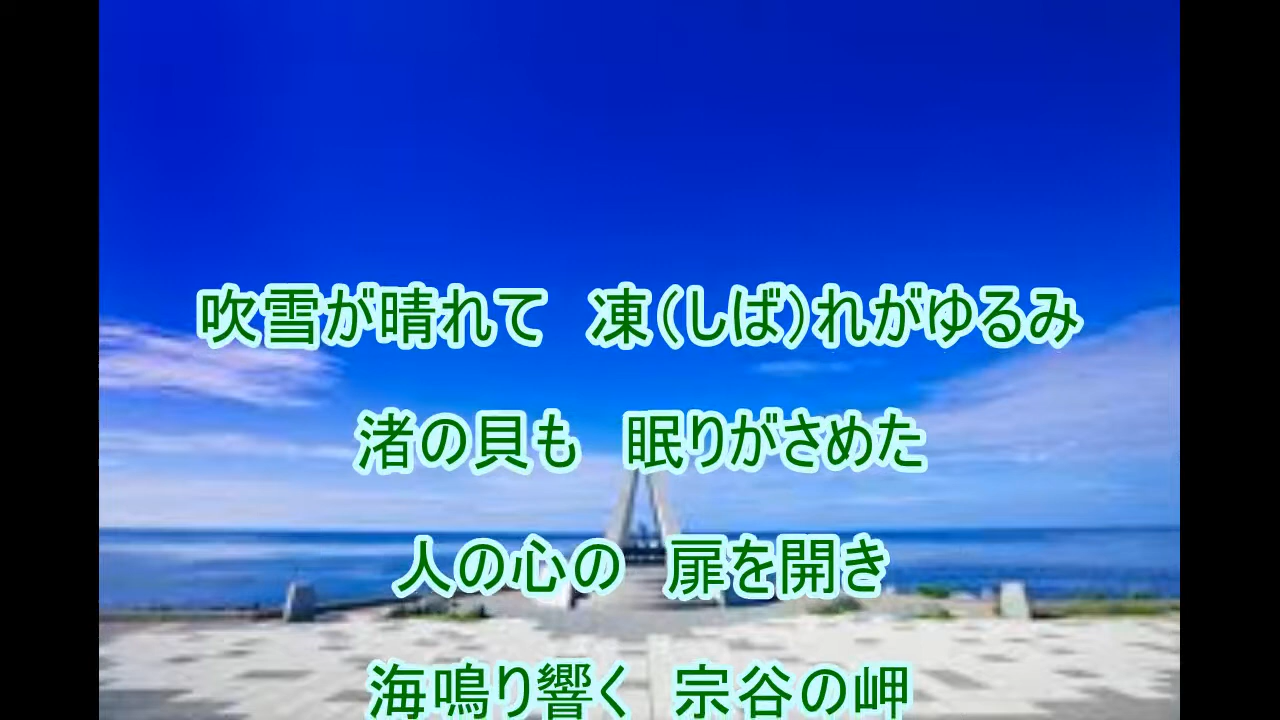 吹雪が晴れて　凍(しば)れがゆるみ
渚の貝も　眠りがさめた
人の心の　扉を開き
海鳴り響く　宗谷の岬